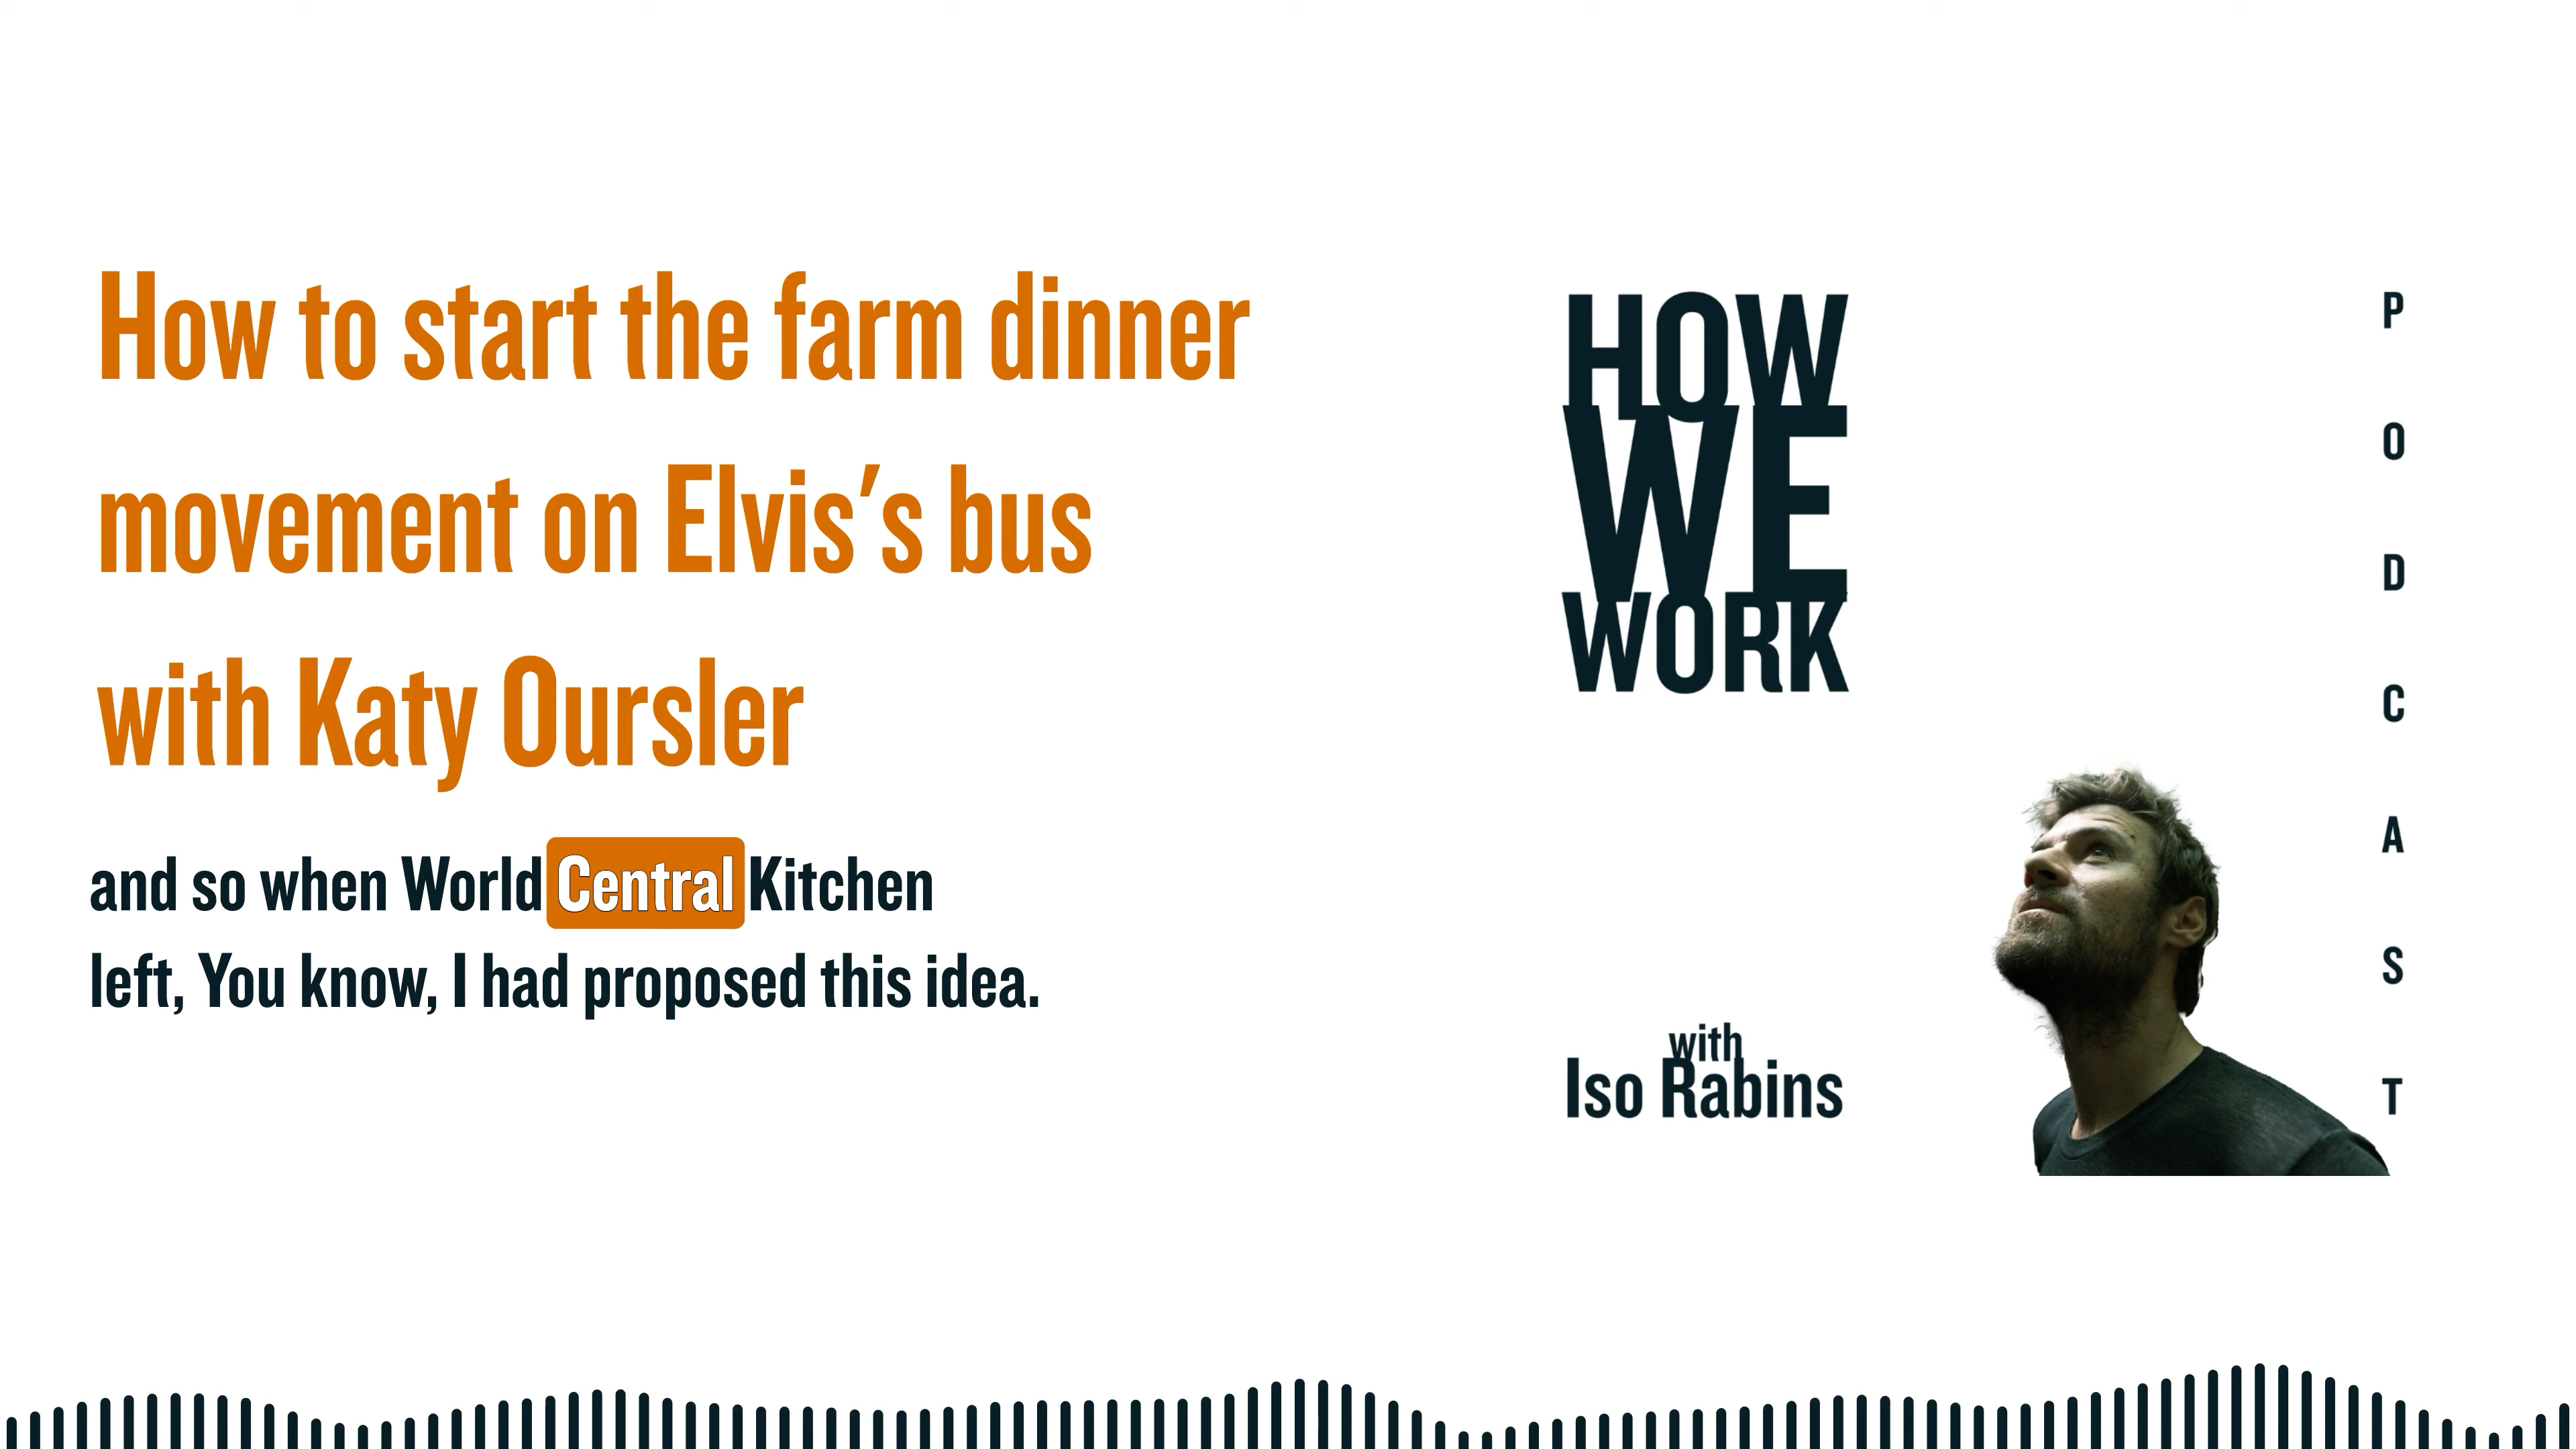 How to start the farm dinner
movement on Elvis's bus
with Katy Oursler
and so when World Central Kitchen
left, You know, I had proposed this idea.
HOW
WE
WORK
with
Iso Rabins
PODCAST